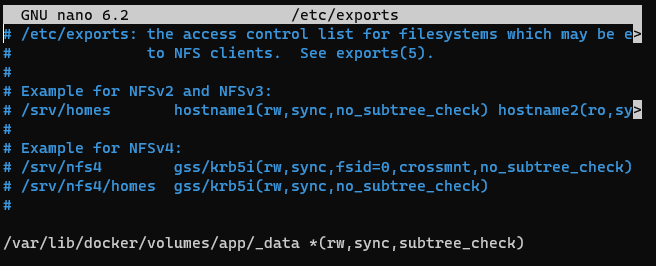 GNU nano 6.2 /etc/exports
# /etc/exports: the access control list for filesystems which may be e>
# to NFS clients. See exports(5).
#
# Example for NFSv2 and NFSv3:
# /srv/homes hostname1(rw,sync,no_subtree_check) hostname2(ro,sy>
#
# Example for NFSv4:
# /srv/nfs4 gss/krb5i(rw,sync,fsid=0,crossmnt,no_subtree_check)
# /srv/nfs4/homes gss/krb5i(rw,sync,no_subtree_check)
#
/var/lib/docker/volumes/app/_data *(rw,sync,subtree_check)